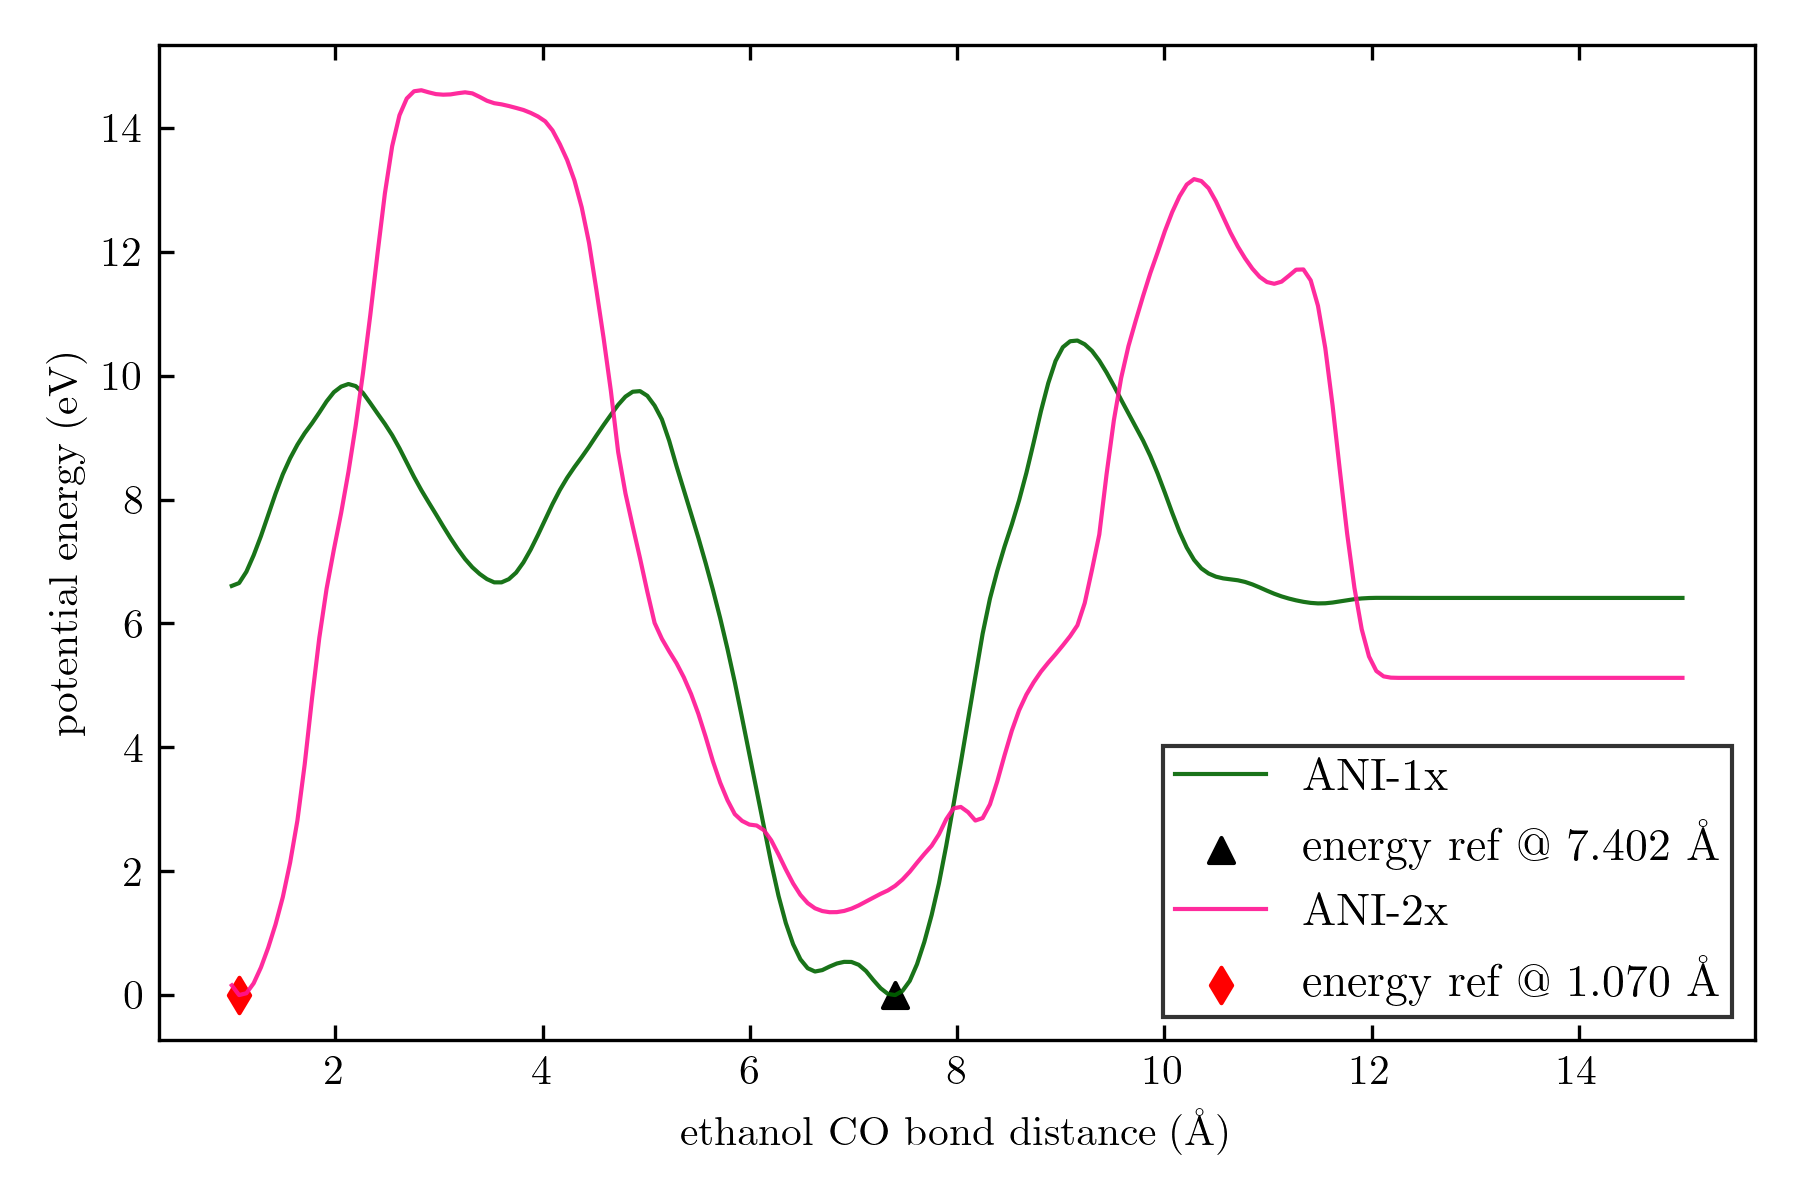 potential energy (eV)
14
12
10
8
6
4
2
0
ANI-1x
energy ref @ 7.402 Å
ANI-2x
energy ref @ 1.070 Å
2 4 6 8 10 12 14
ethanol CO bond distance (Å)